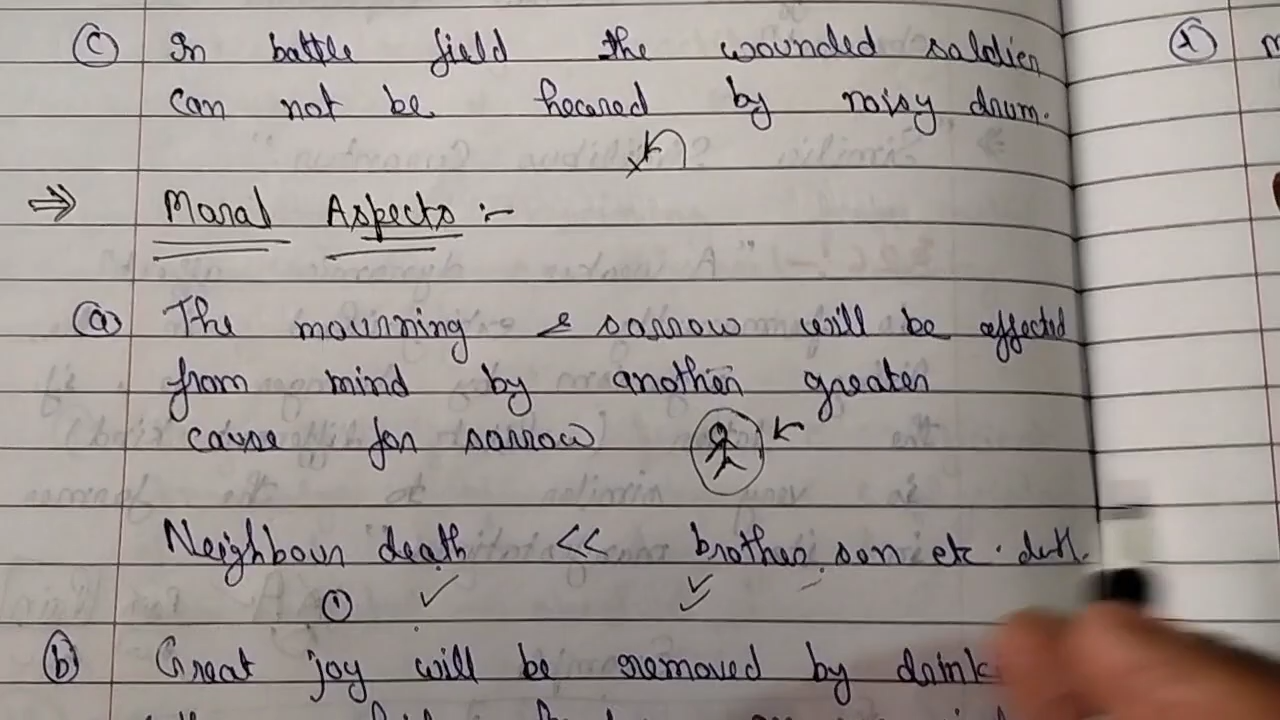 (c) In battle field the wounded soldier
can not be heared by noisy drum.
⇒ Moral Aspects :-
(a) The mourning & sorrow will be effected
from mind by another greater
cause for sorrow
Neighbour death << brother, son etc. deth.
①
(b) Great joy will be removed by drink